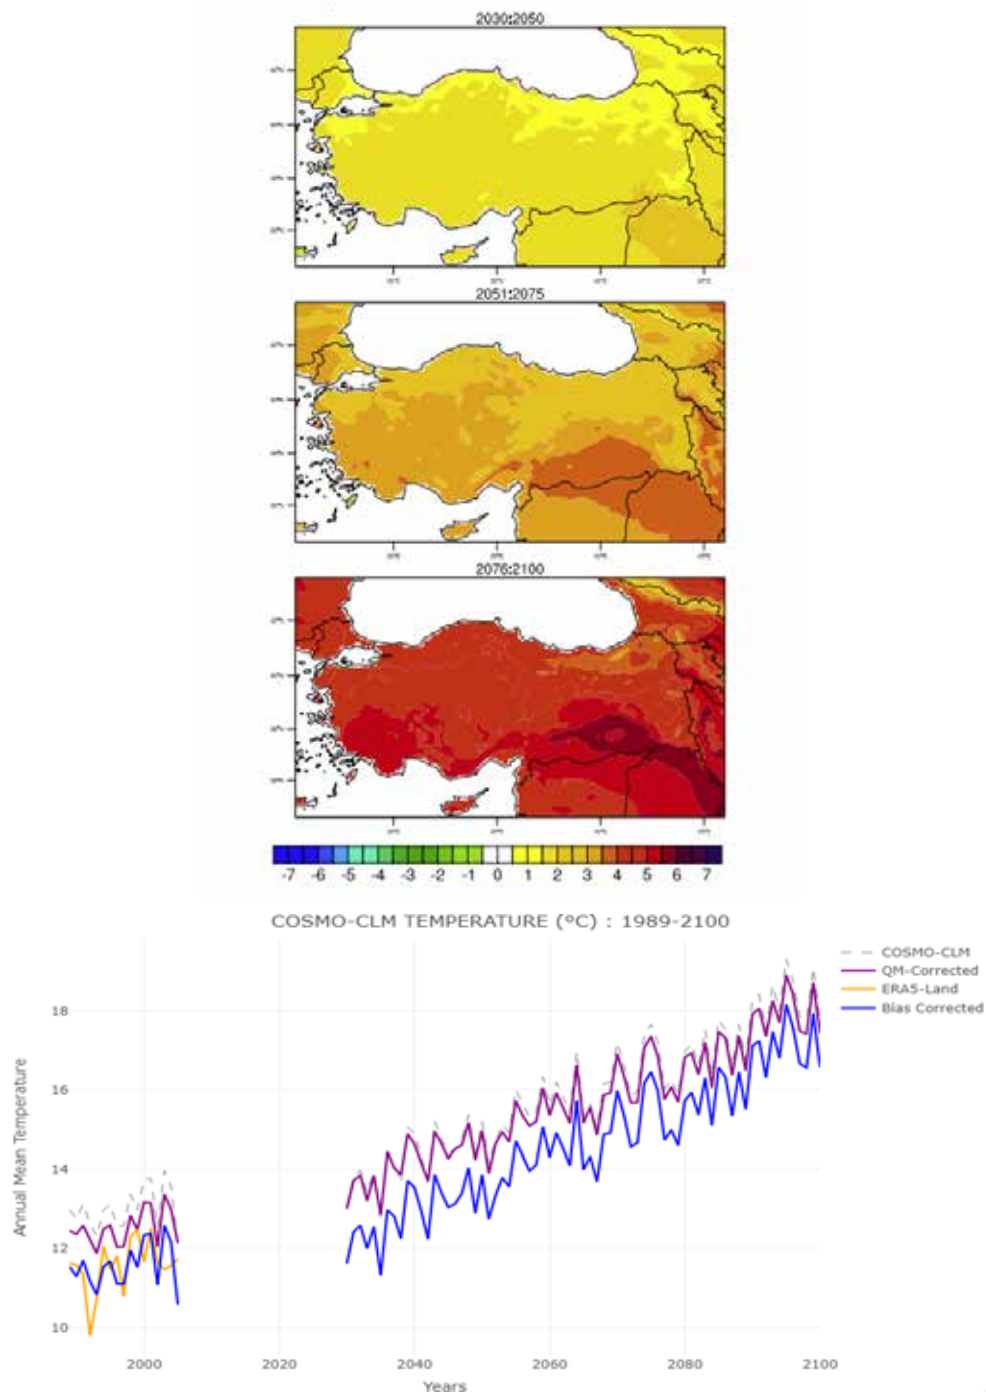 2030:2050
2051:2075
2076:2100
-7 -6 -5 -4 -3 -2 -1 0 1 2 3 4 5 6 7
COSMO-CLM TEMPERATURE (°C) : 1989-2100
COSMO-CLM
QM-Corrected
ERA5-Land
Bias Corrected
Annual Mean Temperature
18
16
14
12
10
2000 2020 2040 2060 2080 2100
Years